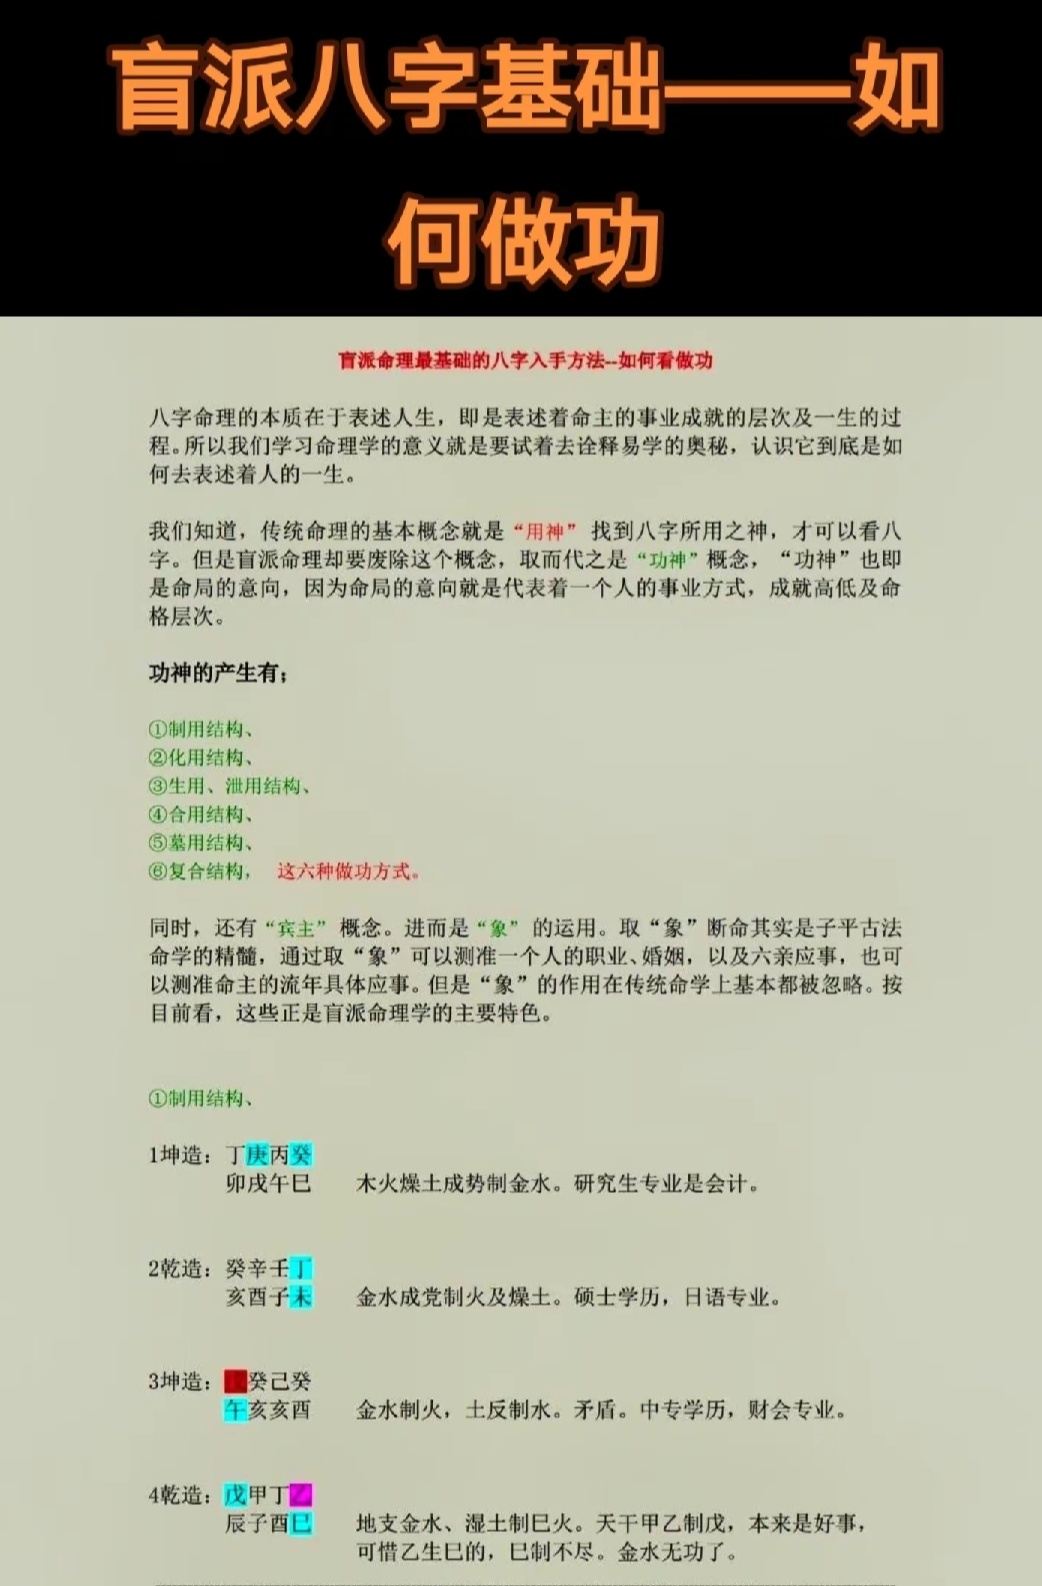 盲派八字基础——如
何做功
盲派命理最基础的八字入手方法--如何看做功
八字命理的本质在于表述人生，即是表述着命主的事业成就的层次及一生的过
程。所以我们学习命理学的意义就是要试着去诠释易学的奥秘，认识它到底是如
何去表述着人的一生。
我们知道，传统命理的基本概念就是“用神”找到八字所用之神，才可以看八
字。但是盲派命理却要废除这个概念，取而代之是“功神”概念，“功神”也即
是命局的意向，因为命局的意向就是代表着一个人的事业方式，成就高低及命
格层次。
功神的产生有；
①制用结构、
②化用结构、
③生用、泄用结构、
④合用结构、
⑤墓用结构、
⑥复合结构， 这六种做功方式。
同时，还有“宾主”概念。进而是“象”的运用。取“象”断命其实是子平古法
命学的精髓，通过取“象”可以测准一个人的职业、婚姻，以及六亲应事，也可
以测准命主的流年具体应事。但是“象”的作用在传统命学上基本都被忽略。按
目前看，这些正是盲派命理学的主要特色。
①制用结构、
1坤造：丁庚丙癸
卯戌午巳 木火燥土成势制金水。研究生专业是会计。
2乾造：癸辛壬丁
亥酉子未 金水成党制火及燥土。硕士学历，日语专业。
3坤造：癸己癸
午亥亥酉 金水制火，土反制水。矛盾。中专学历，财会专业。
4乾造：戊甲丁乙
辰子酉巳 地支金水、湿土制巳火。天干甲乙制戊，本来是好事，
可惜乙生巳的，巳制不尽。金水无功了。